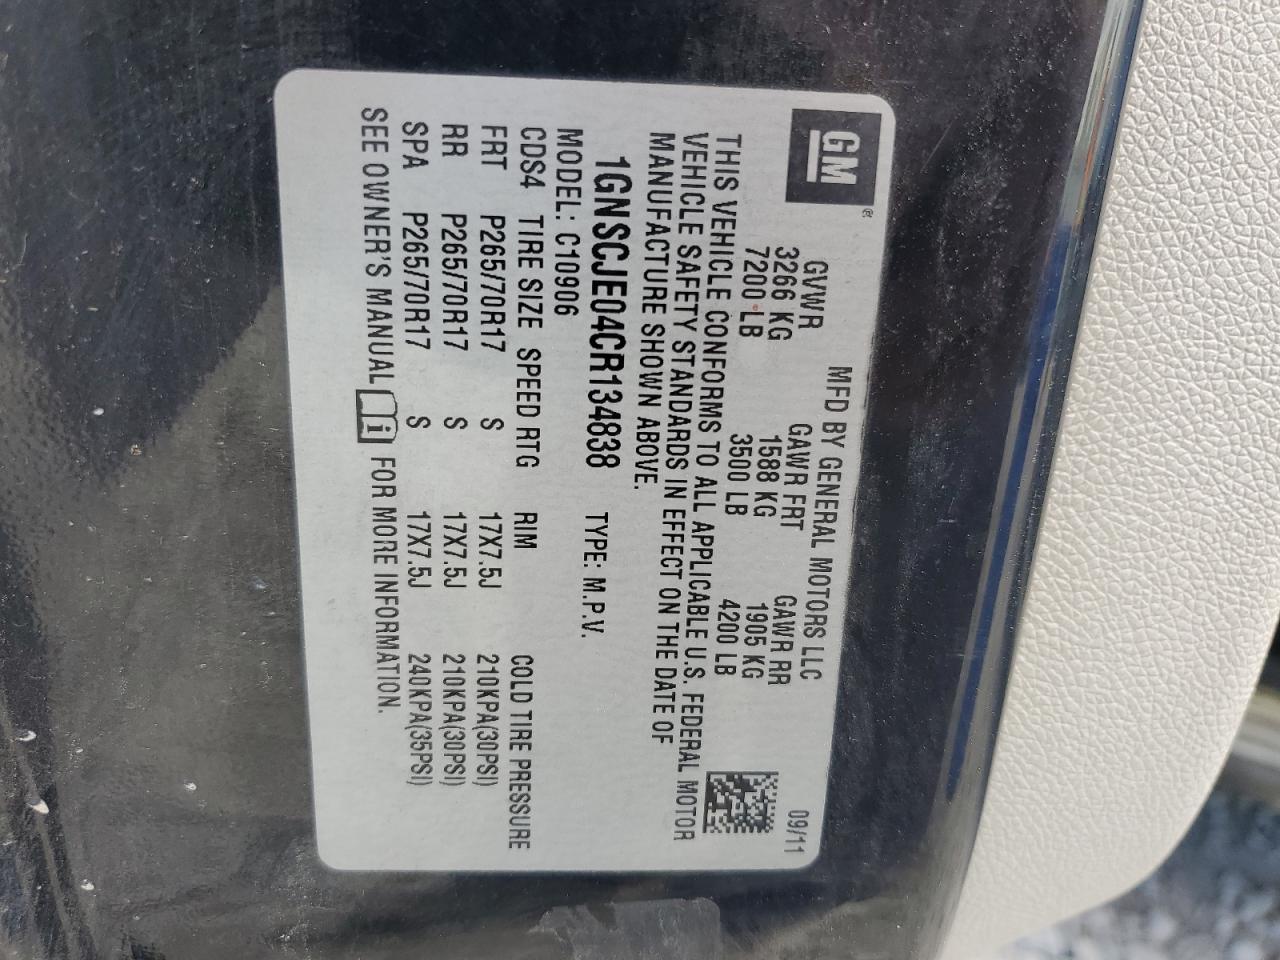 GM
MFD BY GENERAL MOTORS LLC 09/11
GVWR GAWR FRT GAWR RR
3266 KG 1588 KG 1905 KG
7200 LB 3500 LB 4200 LB
THIS VEHICLE CONFORMS TO ALL APPLICABLE U.S. FEDERAL MOTOR
VEHICLE SAFETY STANDARDS IN EFFECT ON THE DATE OF
MANUFACTURE SHOWN ABOVE.
1GNSCJE04CR134838 TYPE: M.P.V.
MODEL: C10906
CDS4 TIRE SIZE SPEED RTG RIM COLD TIRE PRESSURE
FRT P265/70R17 S 17X7.5J 210KPA(30PSI)
RR P265/70R17 S 17X7.5J 210KPA(30PSI)
SPA P265/70R17 S 17X7.5J 240KPA(35PSI)
SEE OWNER'S MANUAL i FOR MORE INFORMATION.